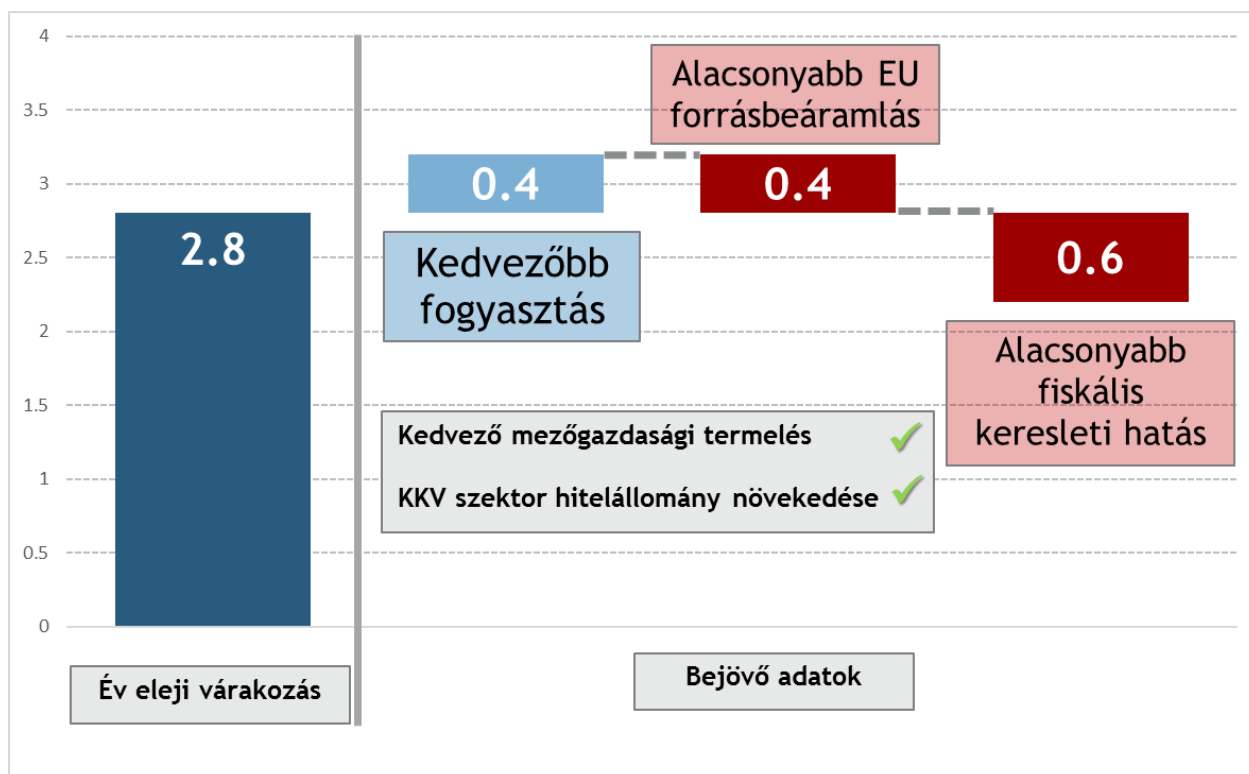 4
3.5
3
2.5
2
1.5
1
0.5
0
2.8
0.4
Kedvezőbb
fogyasztás
Alacsonyabb EU
forrásbeáramlás
0.4
0.6
Alacsonyabb
fiskális
keresleti hatás
Kedvező mezőgazdasági termelés
KKV szektor hitelállomány növekedése
Év eleji várakozás
Bejövő adatok